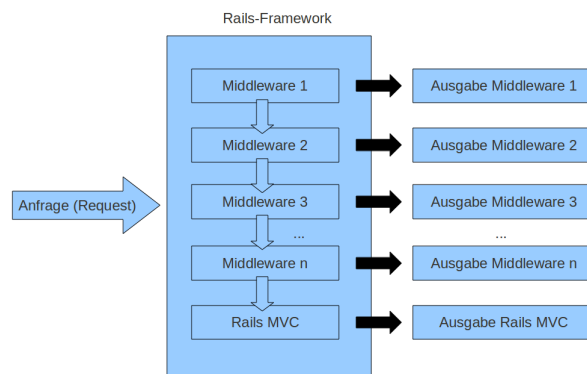 Rails-Framework
Middleware 1
Ausgabe Middleware 1
Middleware 2
Ausgabe Middleware 2
Anfrage (Request)
Middleware 3
Ausgabe Middleware 3
...
...
Middleware n
Ausgabe Middleware n
Rails MVC
Ausgabe Rails MVC